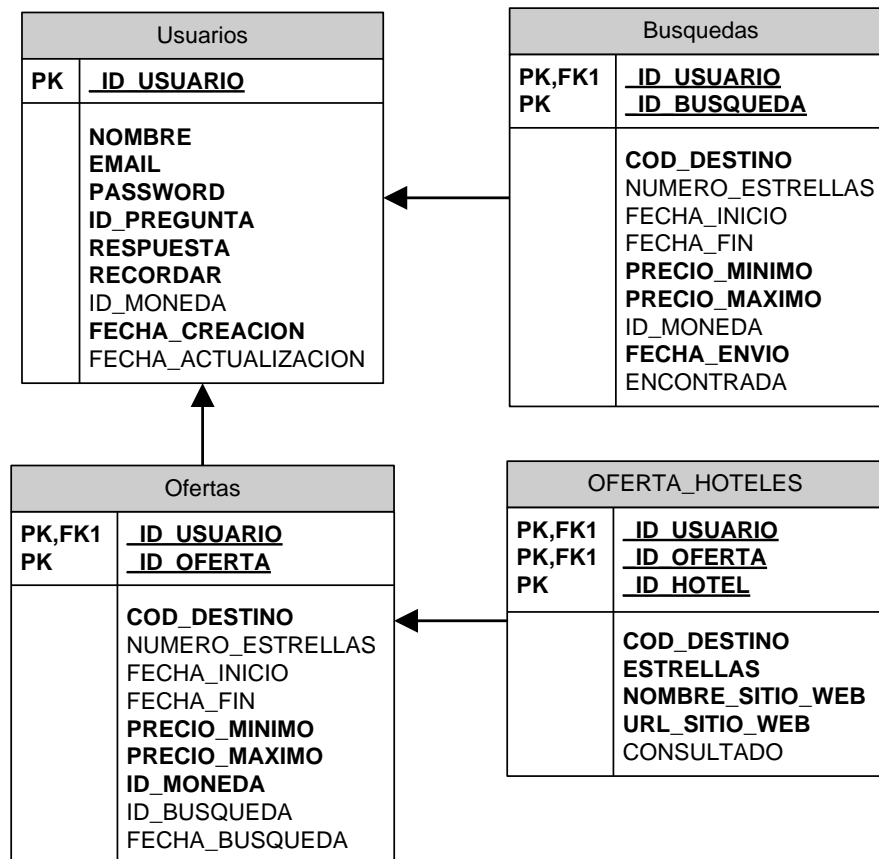 Usuarios
PK _ID_USUARIO
NOMBRE
EMAIL
PASSWORD
ID_PREGUNTA
RESPUESTA
RECORDAR
ID_MONEDA
FECHA_CREACION
FECHA_ACTUALIZACION
Busquedas
PK,FK1 _ID_USUARIO
PK _ID_BUSQUEDA
COD_DESTINO
NUMERO_ESTRELLAS
FECHA_INICIO
FECHA_FIN
PRECIO_MINIMO
PRECIO_MAXIMO
ID_MONEDA
FECHA_ENVIO
ENCONTRADA
Ofertas
PK,FK1 _ID_USUARIO
PK _ID_OFERTA
COD_DESTINO
NUMERO_ESTRELLAS
FECHA_INICIO
FECHA_FIN
PRECIO_MINIMO
PRECIO_MAXIMO
ID_MONEDA
ID_BUSQUEDA
FECHA_BUSQUEDA
OFERTA_HOTELES
PK,FK1 _ID_USUARIO
PK,FK1 _ID_OFERTA
PK _ID_HOTEL
COD_DESTINO
ESTRELLAS
NOMBRE_SITIO_WEB
URL_SITIO_WEB
CONSULTADO